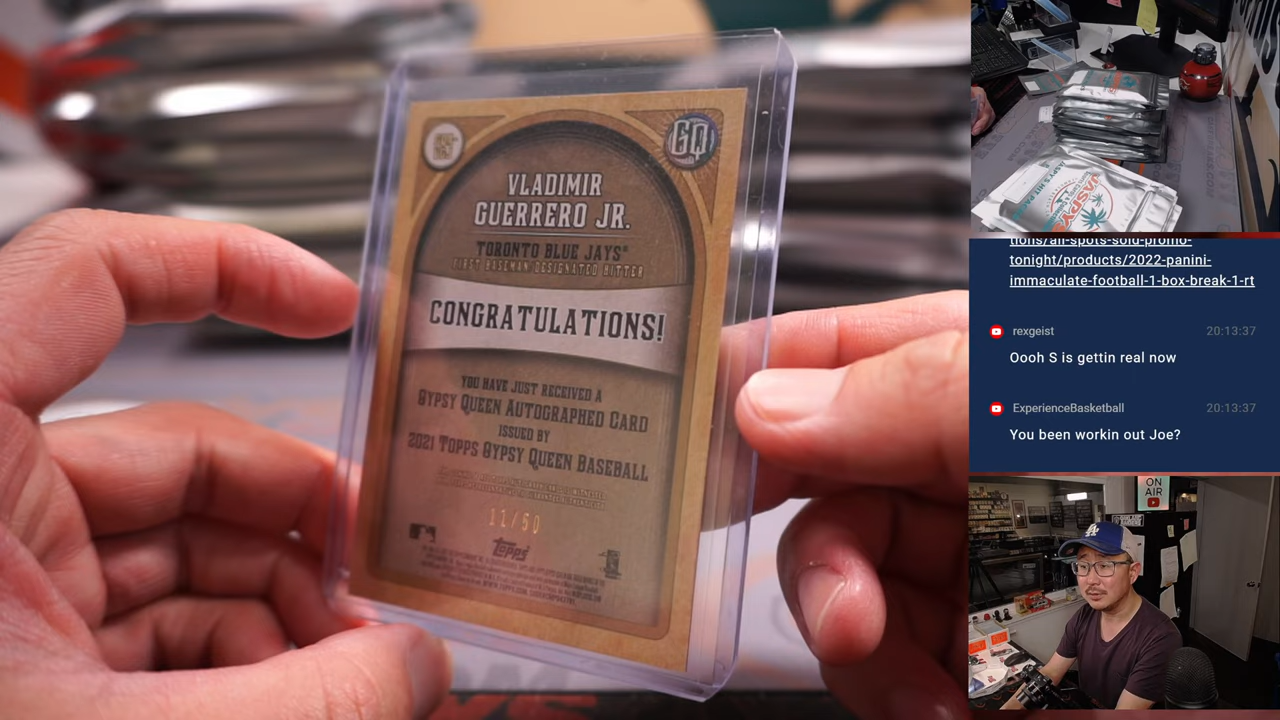 GQ
VLADIMIR
GUERRERO JR.
TORONTO BLUE JAYS®
FIRST BASEMAN DESIGNATED HITTER
CONGRATULATIONS!
YOU HAVE JUST RECEIVED A
GYPSY QUEEN AUTOGRAPHED CARD
ISSUED BY
2021 TOPPS GYPSY QUEEN BASEBALL
11/50
Topps
JASPY'S
tions/all-spots-sold-promo-
tonight/products/2022-panini-
immaculate-football-1-box-break-1-rt
rexgeist 20:13:37
Oooh S is gettin real now
ExperienceBasketball 20:13:37
You been workin out Joe?
ON
AIR
LA